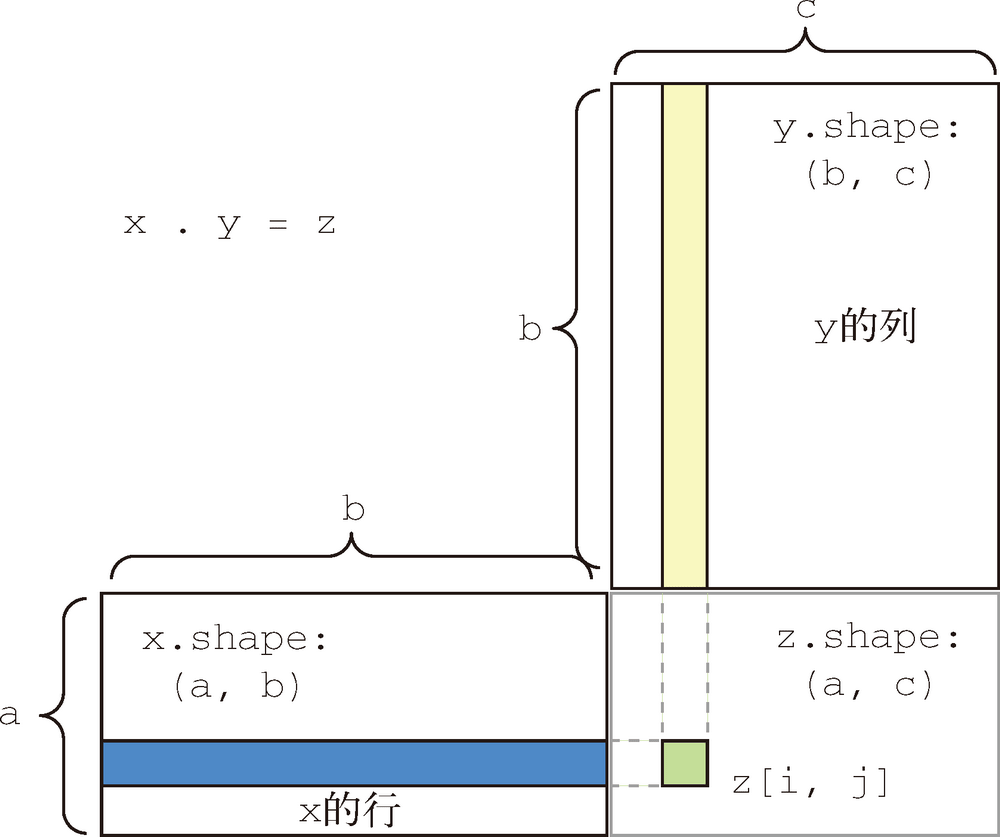 c
y.shape:
(b, c)
x . y = z
b
y的列
b
x.shape:
(a, b)
z.shape:
(a, c)
a
z[i, j]
x的行